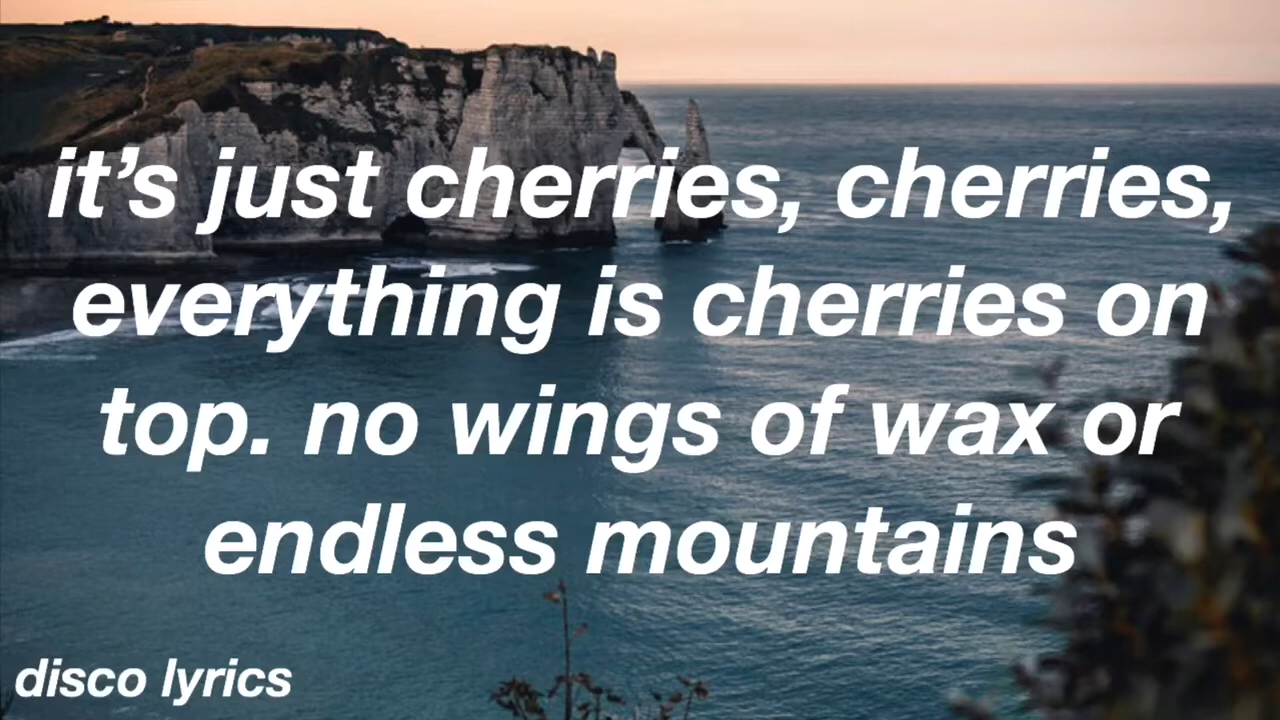 it’s just cherries, cherries,
everything is cherries on
top. no wings of wax or
endless mountains
disco lyrics